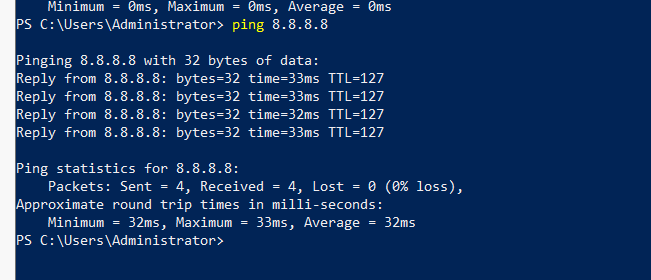 Minimum = 0ms, Maximum = 0ms, Average = 0ms
PS C:\Users\Administrator> ping 8.8.8.8
Pinging 8.8.8.8 with 32 bytes of data:
Reply from 8.8.8.8: bytes=32 time=33ms TTL=127
Reply from 8.8.8.8: bytes=32 time=33ms TTL=127
Reply from 8.8.8.8: bytes=32 time=32ms TTL=127
Reply from 8.8.8.8: bytes=32 time=33ms TTL=127
Ping statistics for 8.8.8.8:
Packets: Sent = 4, Received = 4, Lost = 0 (0% loss),
Approximate round trip times in milli-seconds:
Minimum = 32ms, Maximum = 33ms, Average = 32ms
PS C:\Users\Administrator>